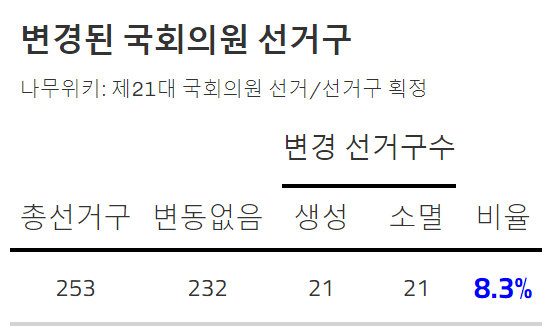 변경된 국회의원 선거구
나무위키: 제21대 국회의원 선거/선거구 획정
변경 선거구수
총선거구 변동없음 생성 소멸 비율
253 232 21 21 8.3%